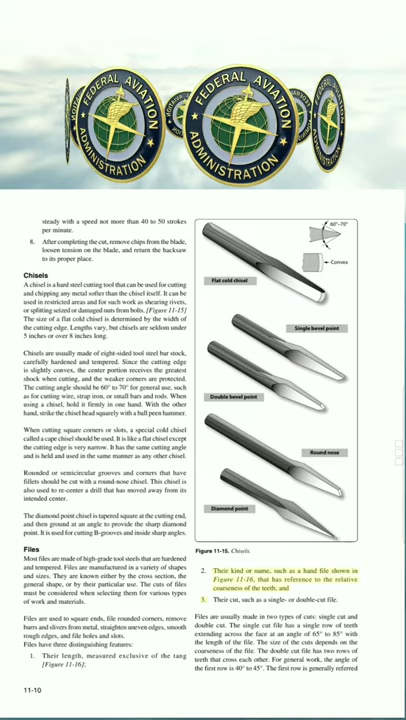 FEDERAL AVIATION
ADMINISTRATION
FEDERAL AVIATION
ADMINISTRATION
steady with a speed not more than 40 to 50 strokes
per minute.
8. After completing the cut, remove chips from the blade,
loosen tension on the blade, and return the hacksaw
to its proper place.
Chisels
A chisel is a hard steel cutting tool that can be used for cutting
and chipping any metal softer than the chisel itself. It can be
used in restricted areas and for such work as shearing rivets,
or splitting seized or damaged nuts from bolts. [Figure 11-15]
The size of a flat cold chisel is determined by the width of
the cutting edge. Lengths vary, but chisels are seldom under
5 inches or over 8 inches long.
Chisels are usually made of eight-sided tool steel bar stock,
carefully hardened and tempered. Since the cutting edge
is slightly convex, the center portion receives the greatest
shock when cutting, and the weaker corners are protected.
The cutting angle should be 60° to 70° for general use, such
as for cutting wire, strap iron, or small bars and rods. When
using a chisel, hold it firmly in one hand. With the other
hand, strike the chisel head squarely with a ball peen hammer.
When cutting square corners or slots, a special cold chisel
called a cape chisel should be used. It is like a flat chisel except
the cutting edge is very narrow. It has the same cutting angle
and is held and used in the same manner as any other chisel.
Rounded or semicircular grooves and corners that have
fillets should be cut with a round-nose chisel. This chisel is
also used to re-center a drill that has moved away from its
intended center.
The diamond point chisel is tapered square at the cutting end,
and then ground at an angle to provide the sharp diamond
point. It is used for cutting B-grooves and inside sharp angles.
Files
Most files are made of high-grade tool steels that are hardened
and tempered. Files are manufactured in a variety of shapes
and sizes. They are known either by the cross section, the
general shape, or by their particular use. The cuts of files
must be considered when selecting them for various types
of work and materials.
Files are used to square ends, file rounded corners, remove
burrs and slivers from metal, straighten uneven edges, smooth
rough edges, and file holes and slots.
Files have three distinguishing features:
1. Their length, measured exclusive of the tang
[Figure 11-16];
11-10
60°–70°
Convex
Flat cold chisel
Single bevel point
Double bevel point
Round nose
Diamond point
Figure 11-15. Chisels.
2. Their kind or name, such as a hand file shown in
Figure 11-16, that has reference to the relative
coarseness of the teeth; and
3. Their cut, such as a single- or double-cut file.
Files are usually made in two types of cuts: single cut and
double cut. The single cut file has a single row of teeth
extending across the face at an angle of 65° to 85° with
the length of the file. The size of the cuts depends on the
coarseness of the file. The double cut file has two rows of
teeth that cross each other. For general work, the angle of
the first row is 40° to 45°. The first row is generally referred